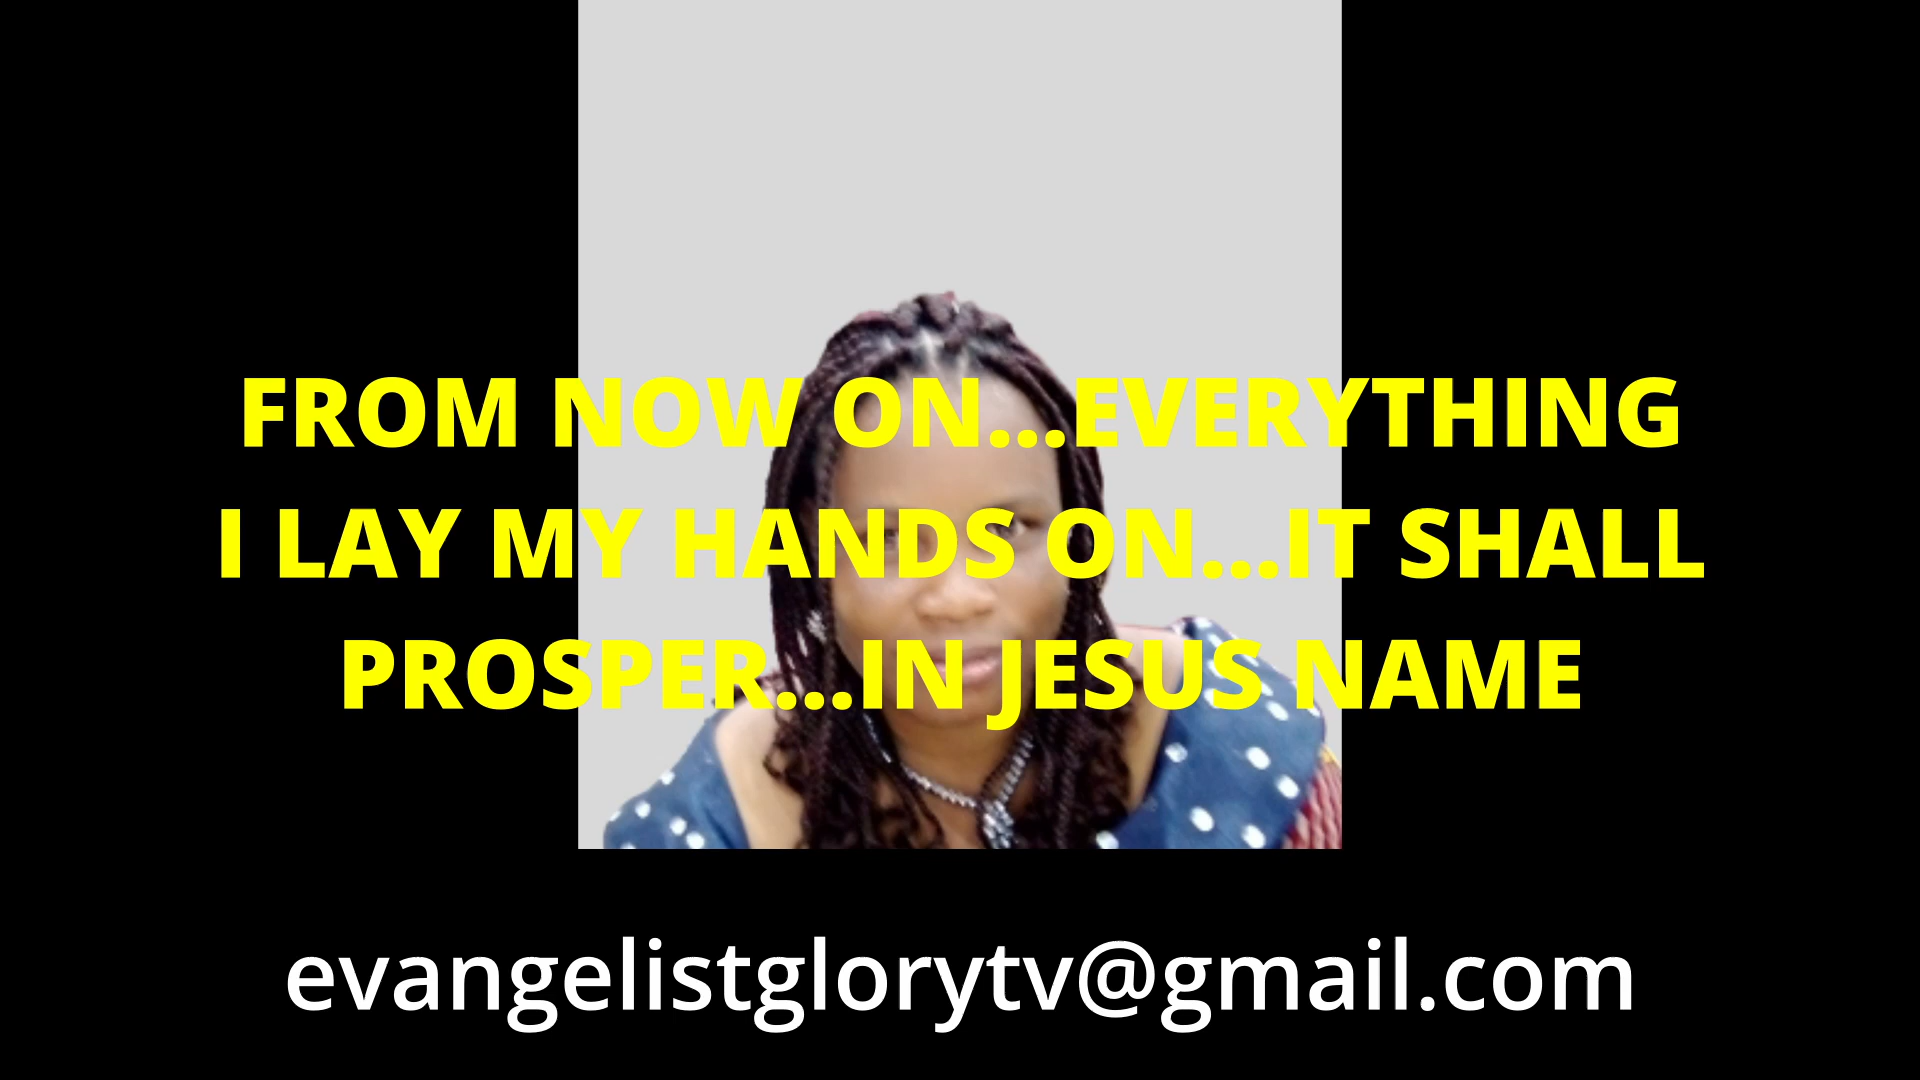 FROM NOW ON...EVERYTHING
I LAY MY HANDS ON...IT SHALL
PROSPER...IN JESUS NAME
evangelistglorytv@gmail.com